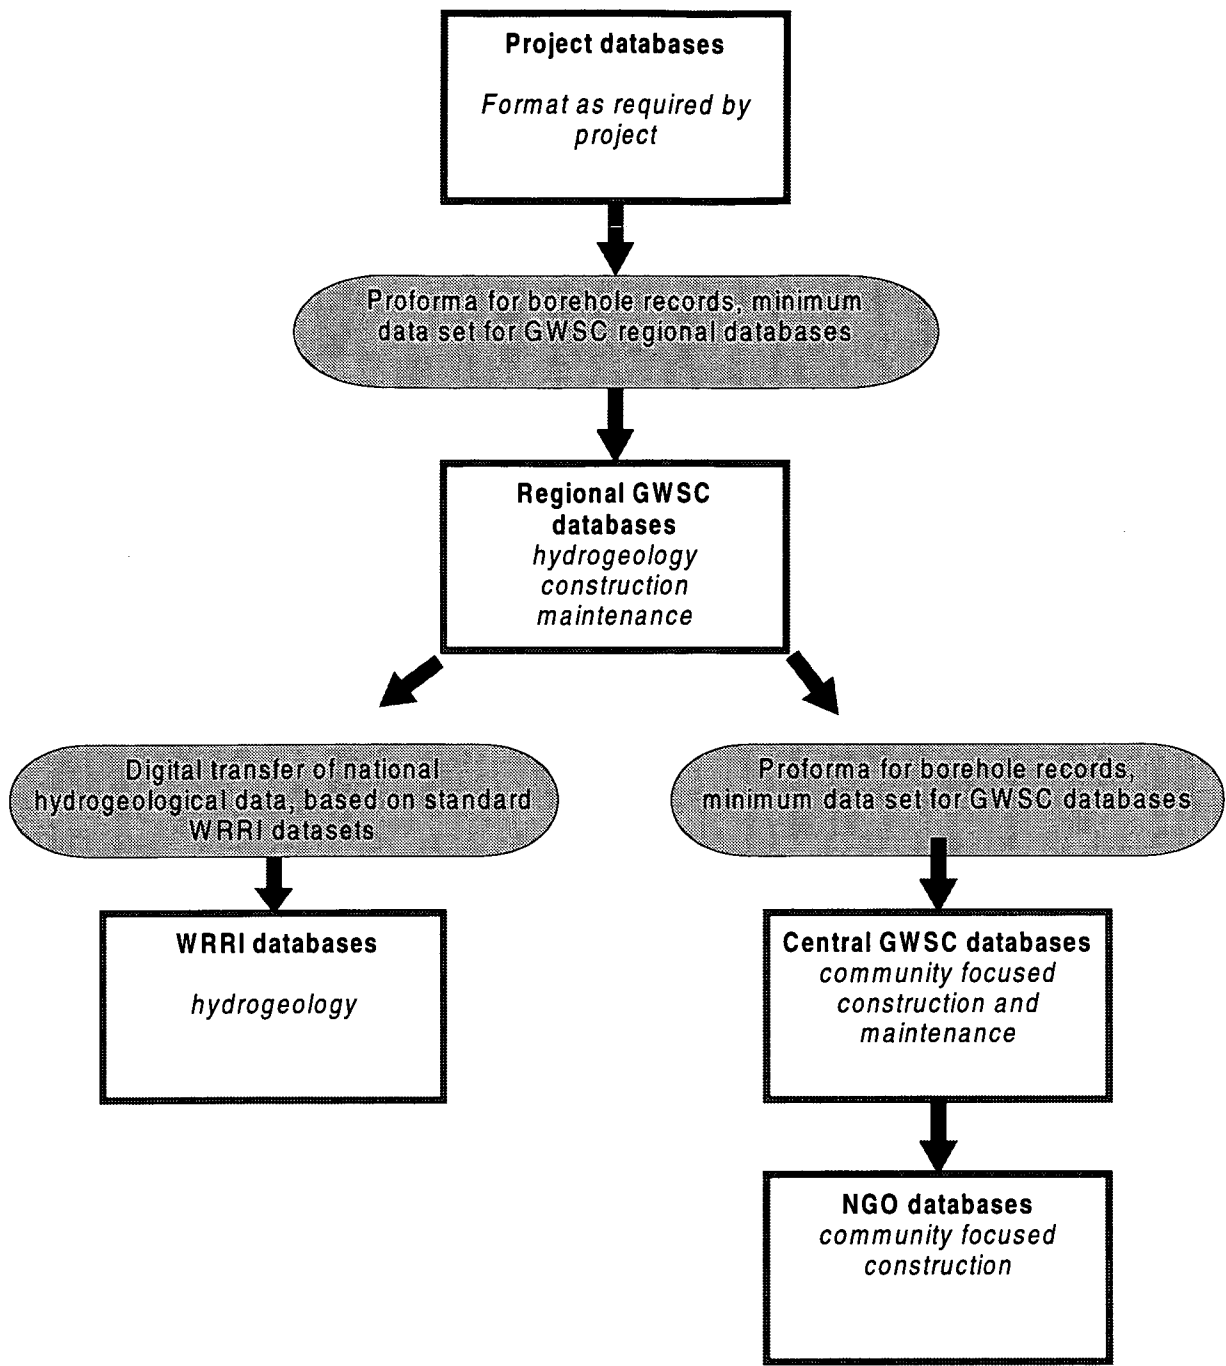 Project databases
Format as required by
project
Proforma for borehole records, minimum
data set for GWSC regional databases
Regional GWSC
databases
hydrogeology
construction
maintenance
Digital transfer of national
hydrogeological data, based on standard
WRRI datasets
Proforma for borehole records,
minimum data set for GWSC databases
WRRI databases
hydrogeology
Central GWSC databases
community focused
construction and
maintenance
NGO databases
community focused
construction